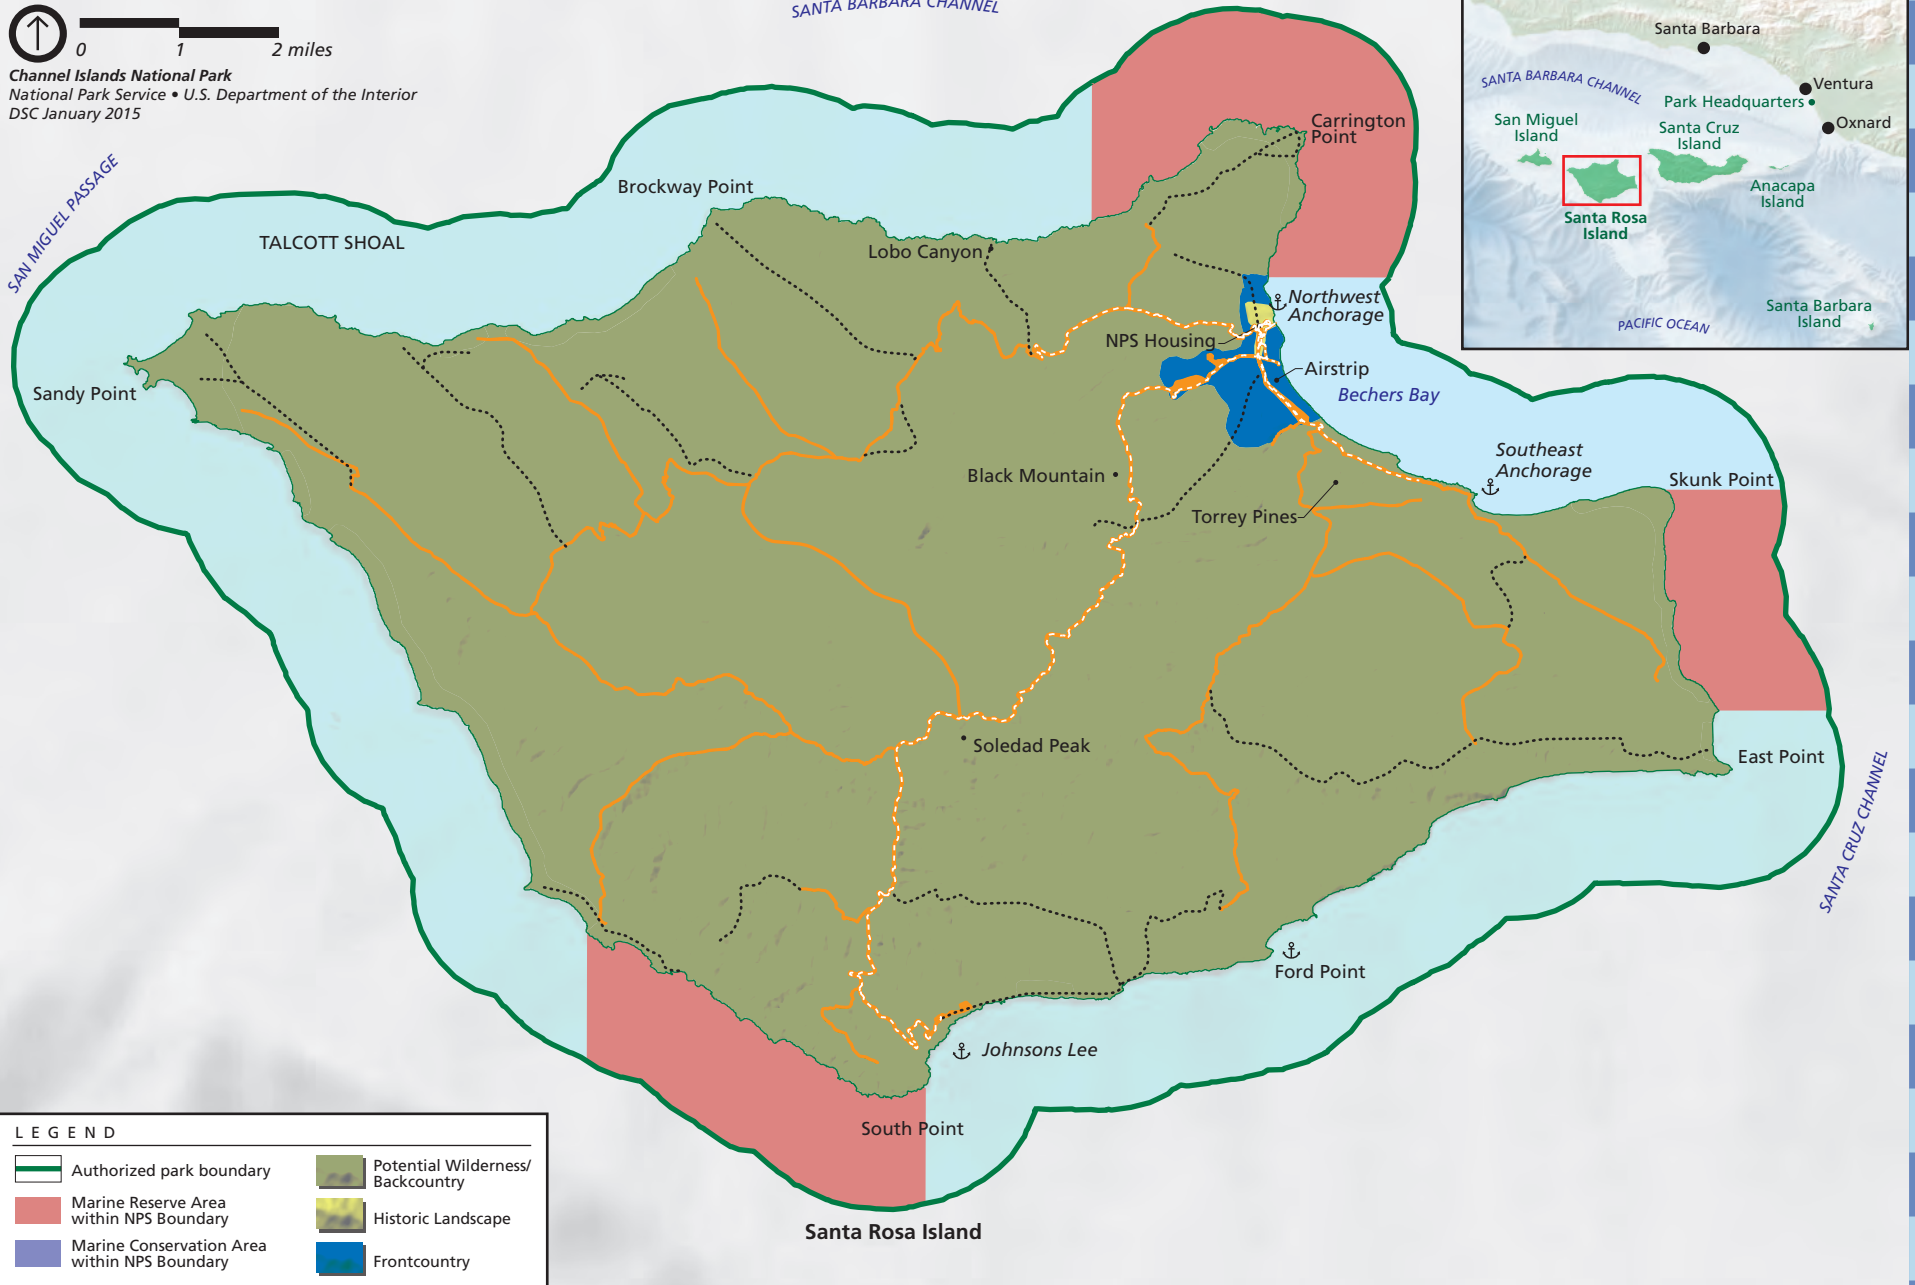 SANTA BARBARA CHANNEL
0 1 2 miles
Channel Islands National Park
National Park Service • U.S. Department of the Interior
DSC January 2015
SAN MIGUEL PASSAGE
TALCOTT SHOAL
Brockway Point
Lobo Canyon
Carrington
Point
Northwest
Anchorage
NPS Housing
Airstrip
Bechers Bay
Sandy Point
Black Mountain
Torrey Pines
Southeast
Anchorage
Skunk Point
Soledad Peak
East Point
SANTA CRUZ CHANNEL
Ford Point
Johnsons Lee
South Point
Santa Rosa Island
Santa Barbara
SANTA BARBARA CHANNEL
Ventura
Park Headquarters
Oxnard
San Miguel
Island
Santa Cruz
Island
Anacapa
Island
Santa Rosa
Island
Santa Barbara
Island
PACIFIC OCEAN
LEGEND
Authorized park boundary
Marine Reserve Area
within NPS Boundary
Marine Conservation Area
within NPS Boundary
Potential Wilderness/
Backcountry
Historic Landscape
Frontcountry